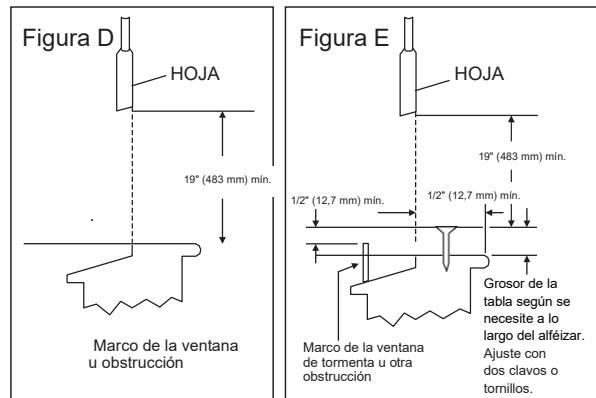 Figura D
HOJA
19" (483 mm) mín.
Marco de la ventana
u obstrucción
Figura E
HOJA
19" (483 mm) mín.
1/2" (12,7 mm) mín.
1/2" (12,7 mm) mín.
Marco de la ventana
de tormenta u otra
obstrucción
Grosor de la
tabla según se
necesite a lo
largo del alféizar.
Ajuste con
dos clavos o
tornillos.